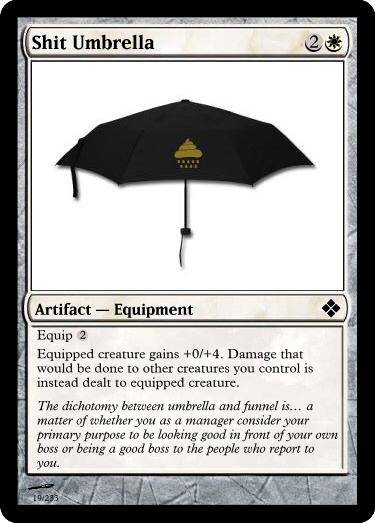 Shit Umbrella 2
Artifact — Equipment
Equip 2
Equipped creature gains +0/+4. Damage that
would be done to other creatures you control is
instead dealt to equipped creature.
The dichotomy between umbrella and funnel is... a
matter of whether you as a manager consider your
primary purpose to be looking good in front of your own
boss or being a good boss to the people who report to
you.
19/233